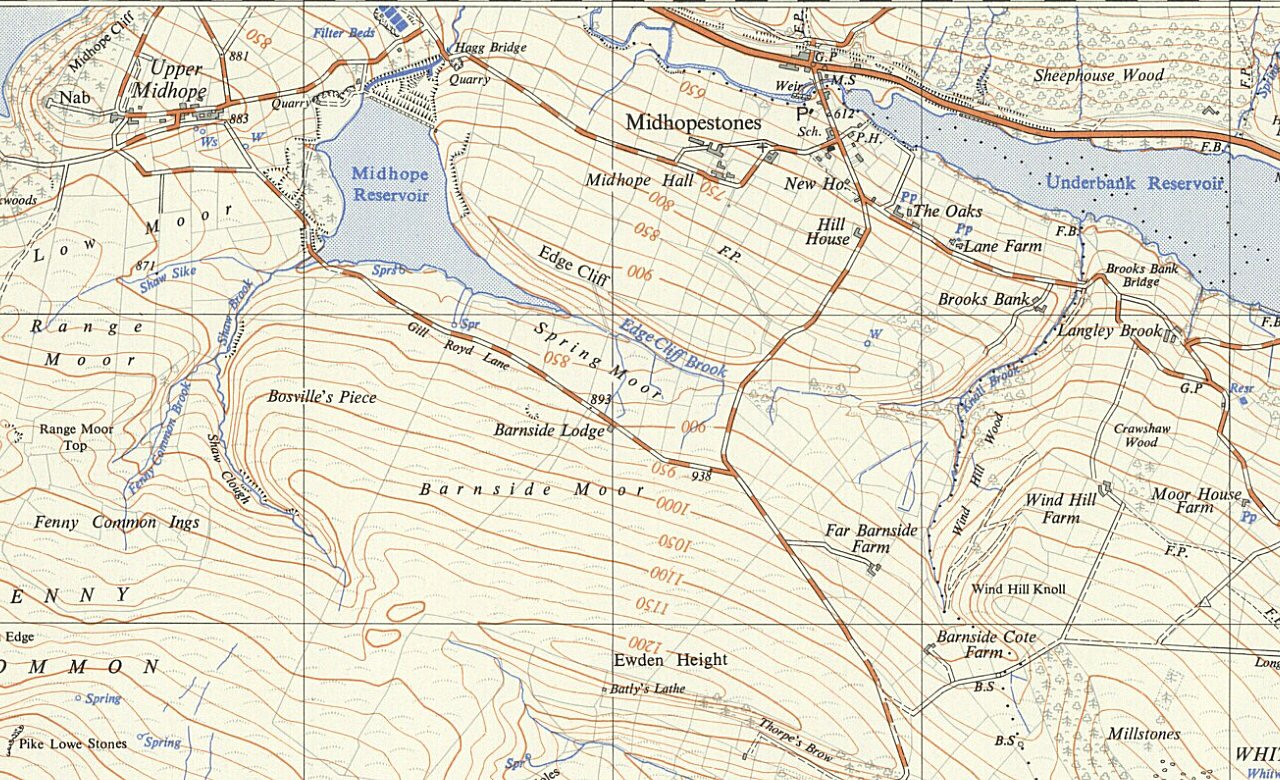 Midhope Cliff
850
881
Filter Beds
Hagg Bridge
Quarry
F.P.
G.P
Sheephouse Wood
F.P.
Spring
Upper
Midhope
Nab
Quarry
883
Ws
W
650
Weir
M.S
P
612
Sch.
P.H.
Midhopestones
F.B.
Midhope
Reservoir
Midhope Hall
750
800
850
New Ho.
Underbank Reservoir
Pp
The Oaks
Pp
Lane Farm
Hill
House
F.P.
F.B.
Low Moor
871
Shaw Sike
Sprs
Edge Cliff
900
Brooks Bank
Bridge
Brooks Bank
Shaw Brook
Range
Moor
Gill Royd Lane
Spr
Spring Moor
850
Edge Cliff Brook
W
Langley Brook
G.P
Resr
Knoll Brook
Bosville's Piece
893
Barnside Lodge
900
Range Moor
Top
Fenny Common Brook
Shaw Clough
950
938
Crawshaw
Wood
Wind Hill Wood
Barnside Moor
1000
Wind Hill
Farm
Moor House
Farm
Pp
Fenny Common Ings
1050
Far Barnside
Farm
F.P.
1100
Wind Hill Knoll
ENNY
1150
Edge
1200
Barnside Cote
Farm
OMMON
Ewden Height
Long
Batly's Lathe
B.S
Spring
Thorpe's Brow
Pike Lowe Stones
Spring
Spr
B.S
Millstones
WHI